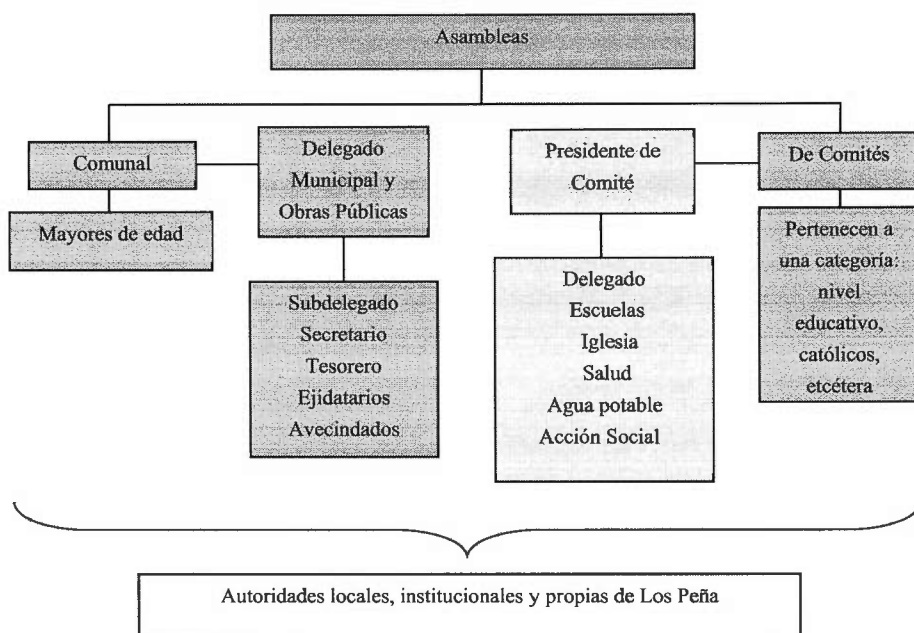 Asambleas
Comunal
Delegado
Municipal y
Obras Públicas
Presidente de
Comité
De Comités
Mayores de edad
Subdelegado
Secretario
Tesorero
Ejidatarios
Avecindados
Delegado
Escuelas
Iglesia
Salud
Agua potable
Acción Social
Pertenecen a
una categoría:
nivel
educativo,
católicos,
etcétera
Autoridades locales, institucionales y propias de Los Peña